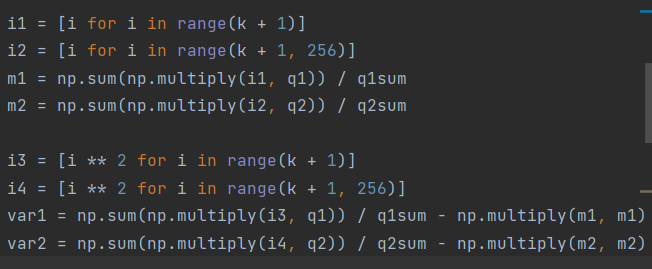 i1 = [i for i in range(k + 1)]
i2 = [i for i in range(k + 1, 256)]
m1 = np.sum(np.multiply(i1, q1)) / q1sum
m2 = np.sum(np.multiply(i2, q2)) / q2sum
i3 = [i ** 2 for i in range(k + 1)]
i4 = [i ** 2 for i in range(k + 1, 256)]
var1 = np.sum(np.multiply(i3, q1)) / q1sum - np.multiply(m1, m1)
var2 = np.sum(np.multiply(i4, q2)) / q2sum - np.multiply(m2, m2)